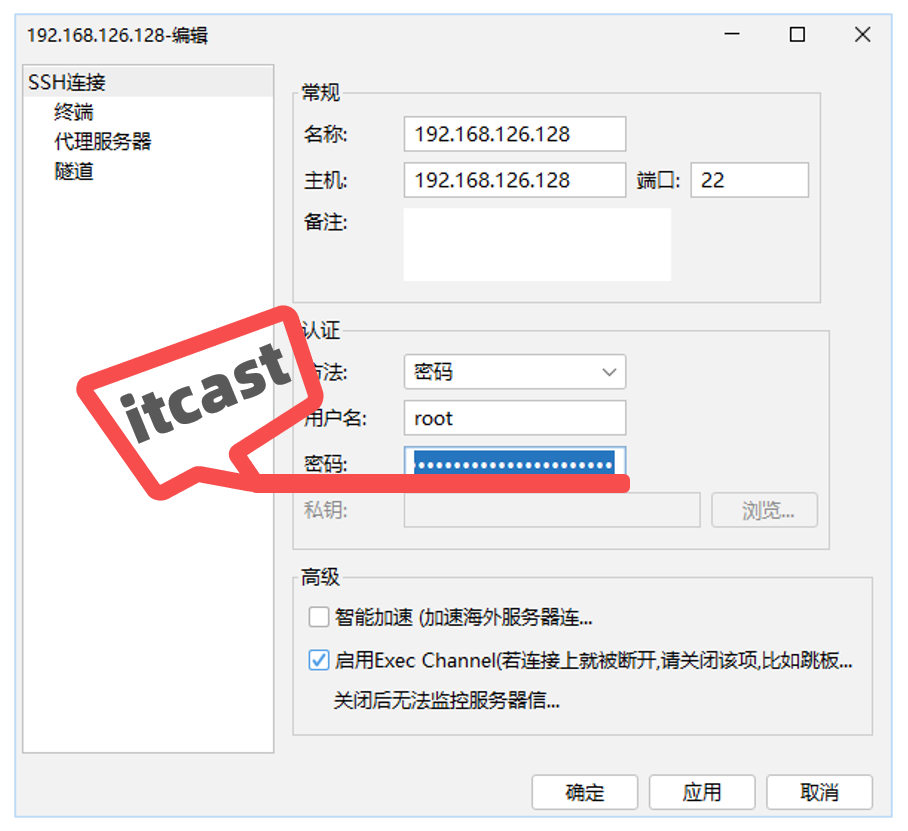 192.168.126.128-编辑
SSH连接
终端
代理服务器
隧道
常规
名称: 192.168.126.128
主机: 192.168.126.128 端口: 22
备注:
认证
方法: 密码
用户名: root
密码:
私钥: 浏览...
itcast
高级
智能加速 (加速海外服务器连...
启用Exec Channel(若连接上就被断开,请关闭该项,比如跳板...
关闭后无法监控服务器信...
确定 应用 取消